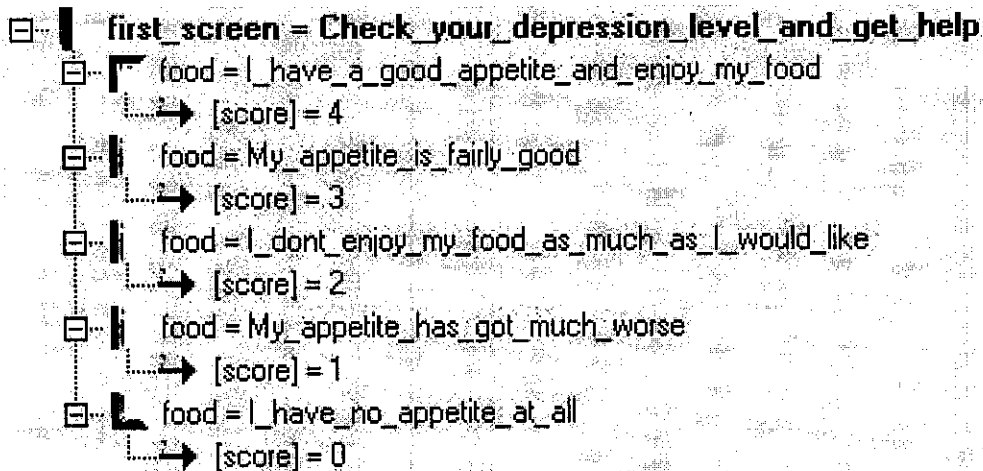 first_screen = Check_your_depression_level_and_get_help
food = I_have_a_good_appetite_and_enjoy_my_food
[score] = 4
food = My_appetite_is_fairly_good
[score] = 3
food = I_dont_enjoy_my_food_as_much_as_I_would_like
[score] = 2
food = My_appetite_has_got_much_worse
[score] = 1
food = I_have_no_appetite_at_all
[score] = 0